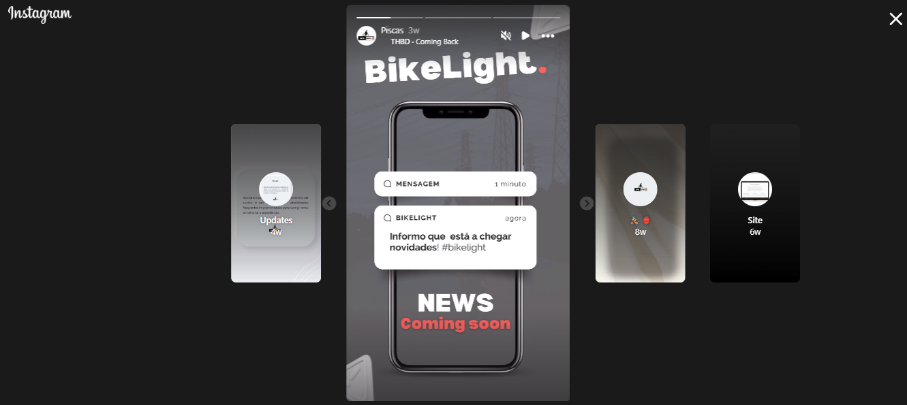 Instagram
Piscas 3w
THBD - Coming Back
BikeLight.
MENSAGEM 1 minuto
BIKELIGHT agora
Informo que está a chegar
novidades! #bikelight
NEWS
Coming soon
Updates
4w
8w
Site
6w